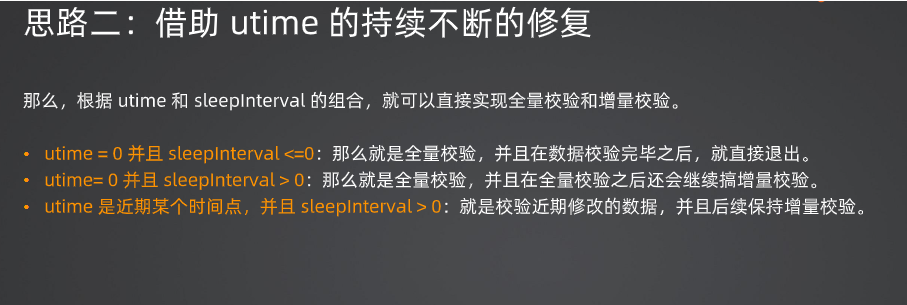 思路二：借助 utime 的持续不断的修复
那么，根据 utime 和 sleepInterval 的组合，就可以直接实现全量校验和增量校验。
• utime = 0 并且 sleepInterval <=0：那么就是全量校验，并且在数据校验完毕之后，就直接退出。
• utime= 0 并且 sleepInterval > 0：那么就是全量校验，并且在全量校验之后还会继续搞增量校验。
• utime 是近期某个时间点，并且 sleepInterval > 0：就是校验近期修改的数据，并且后续保持增量校验。